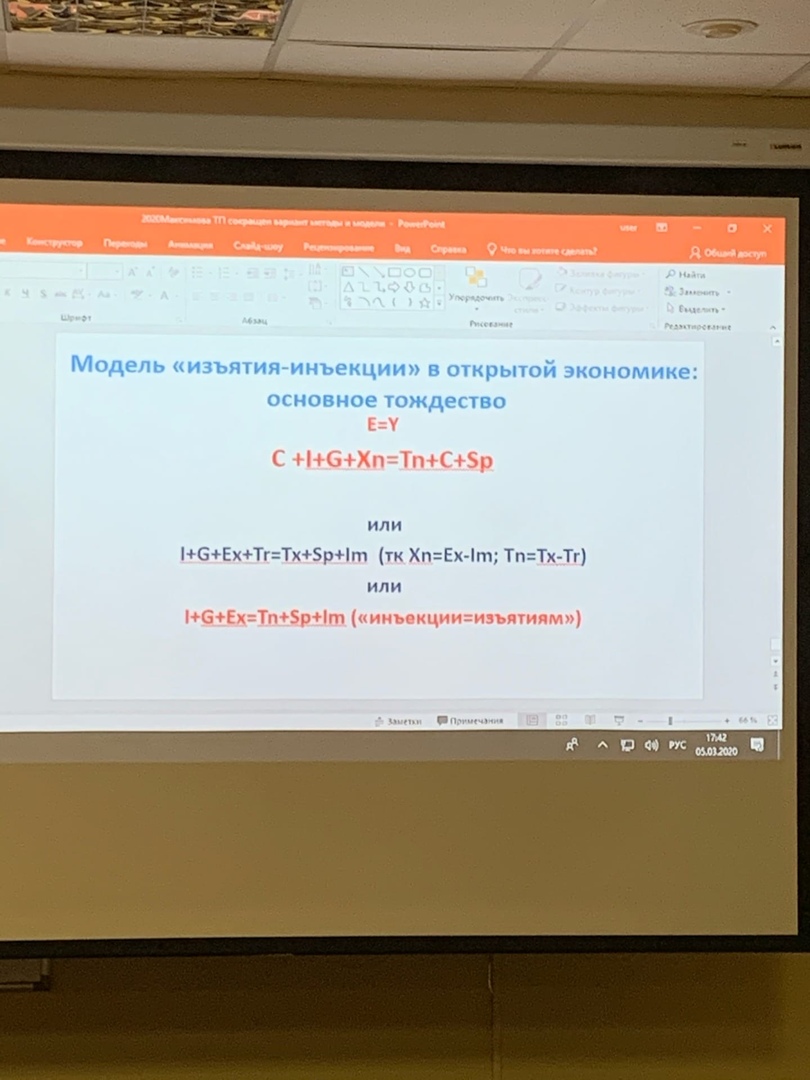 2020Максимова ТП сокращен вариант методы и модели - PowerPoint
user
Конструктор Переходы Анимация Слайд-шоу Рецензирование Вид Справка Что вы хотите сделать? Общий доступ
Упорядочить
Экспресс-стили
Заливка фигуры
Контур фигуры
Эффекты фигуры
Найти
Заменить
Выделить
Шрифт Абзац Рисование Редактирование
Модель «изъятия-инъекции» в открытой экономике:
основное тождество
E=Y
C +I+G+Xn=Tn+C+Sp
или
I+G+Ex+Tr=Tx+Sp+Im (тк Xn=Ex-Im; Tn=Tx-Tr)
или
I+G+Ex=Tn+Sp+Im («инъекции=изъятиям»)
Заметки Примечания 66 %
РУС 17:42
05.03.2020